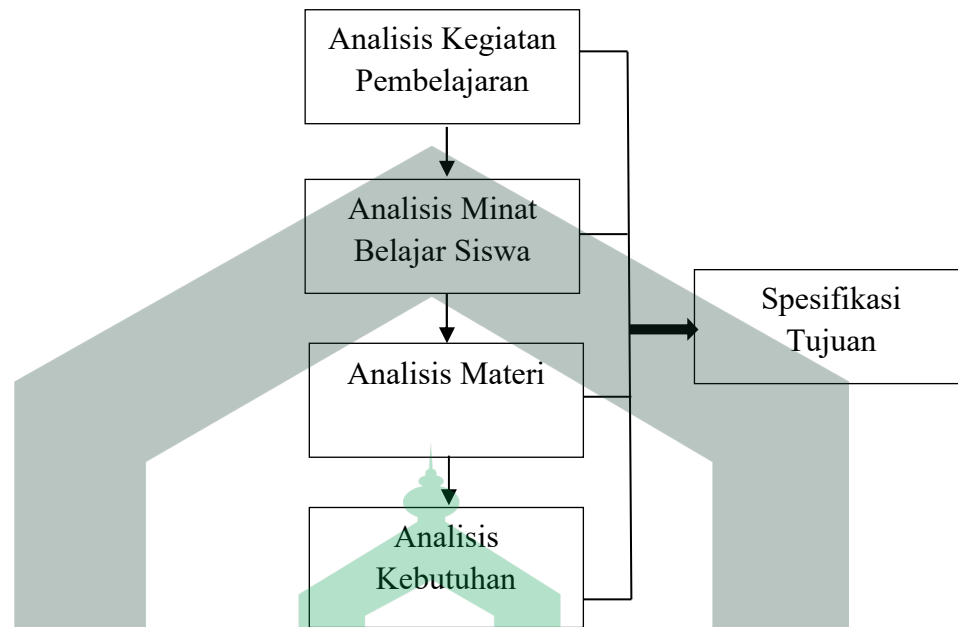 Analisis Kegiatan
Pembelajaran
Analisis Minat
Belajar Siswa
Analisis Materi
Spesifikasi
Tujuan
Analisis
Kebutuhan